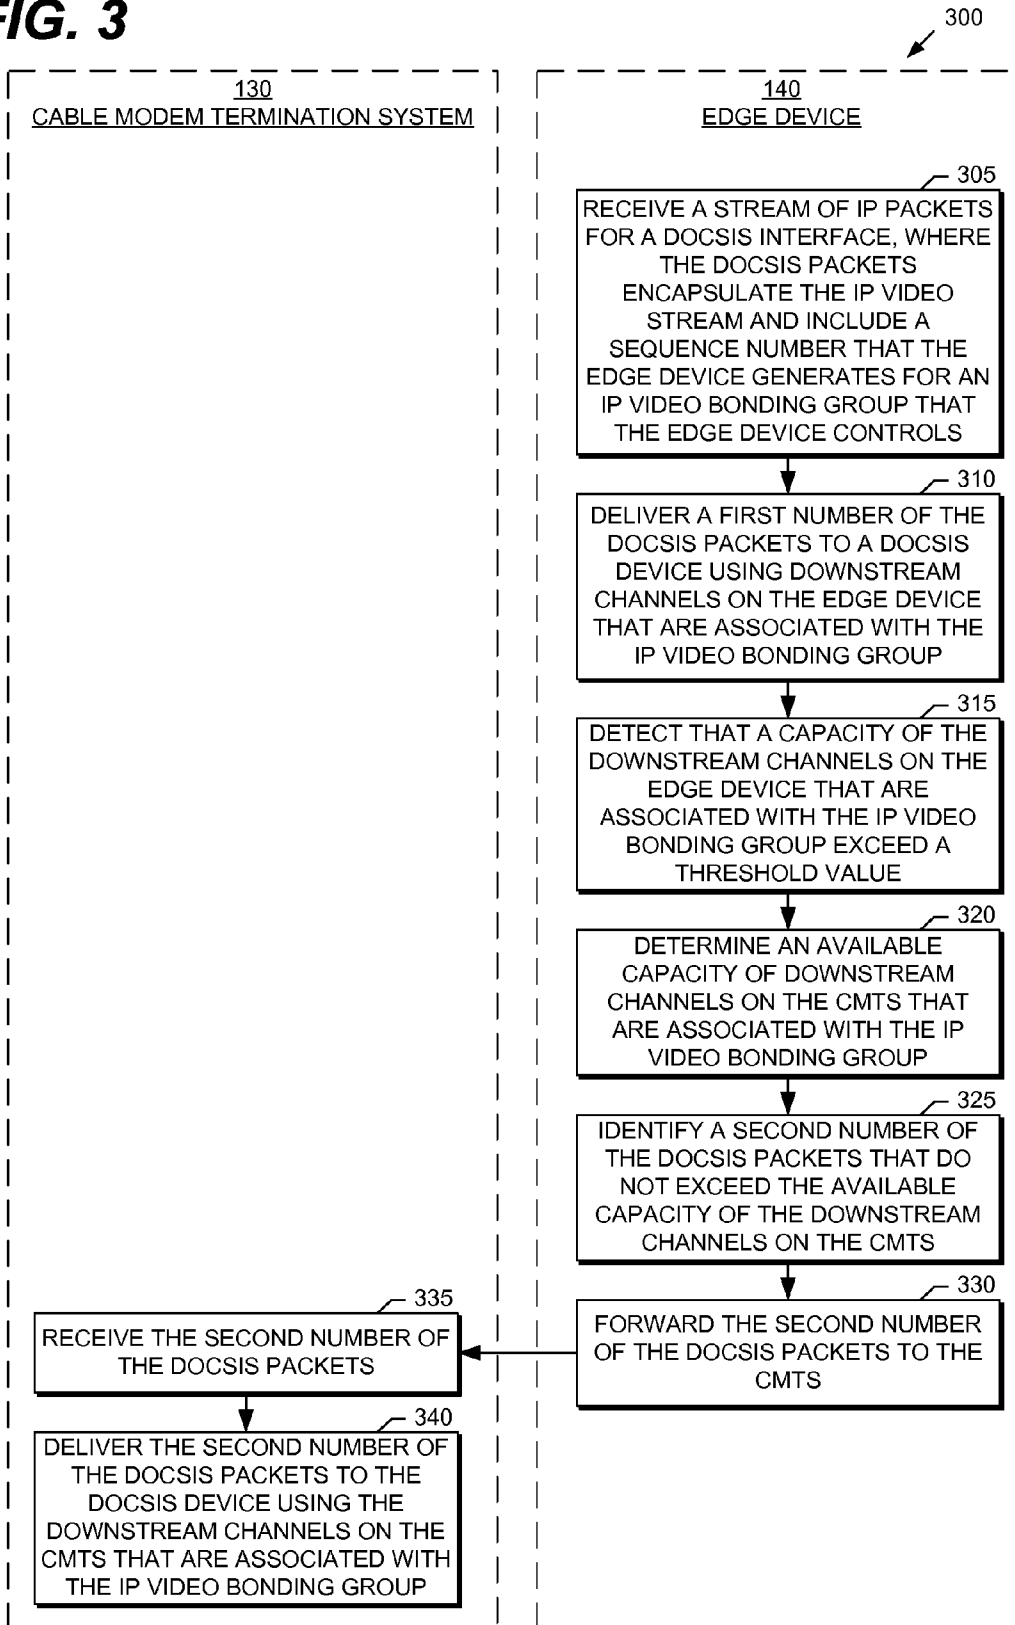 FIG. 3
300
130
CABLE MODEM TERMINATION SYSTEM
140
EDGE DEVICE
305
RECEIVE A STREAM OF IP PACKETS
FOR A DOCSIS INTERFACE, WHERE
THE DOCSIS PACKETS
ENCAPSULATE THE IP VIDEO
STREAM AND INCLUDE A
SEQUENCE NUMBER THAT THE
EDGE DEVICE GENERATES FOR AN
IP VIDEO BONDING GROUP THAT
THE EDGE DEVICE CONTROLS
310
DELIVER A FIRST NUMBER OF THE
DOCSIS PACKETS TO A DOCSIS
DEVICE USING DOWNSTREAM
CHANNELS ON THE EDGE DEVICE
THAT ARE ASSOCIATED WITH THE
IP VIDEO BONDING GROUP
315
DETECT THAT A CAPACITY OF THE
DOWNSTREAM CHANNELS ON THE
EDGE DEVICE THAT ARE
ASSOCIATED WITH THE IP VIDEO
BONDING GROUP EXCEED A
THRESHOLD VALUE
320
DETERMINE AN AVAILABLE
CAPACITY OF DOWNSTREAM
CHANNELS ON THE CMTS THAT
ARE ASSOCIATED WITH THE IP
VIDEO BONDING GROUP
325
IDENTIFY A SECOND NUMBER OF
THE DOCSIS PACKETS THAT DO
NOT EXCEED THE AVAILABLE
CAPACITY OF THE DOWNSTREAM
CHANNELS ON THE CMTS
330
FORWARD THE SECOND NUMBER
OF THE DOCSIS PACKETS TO THE
CMTS
335
RECEIVE THE SECOND NUMBER OF
THE DOCSIS PACKETS
340
DELIVER THE SECOND NUMBER OF
THE DOCSIS PACKETS TO THE
DOCSIS DEVICE USING THE
DOWNSTREAM CHANNELS ON THE
CMTS THAT ARE ASSOCIATED WITH
THE IP VIDEO BONDING GROUP